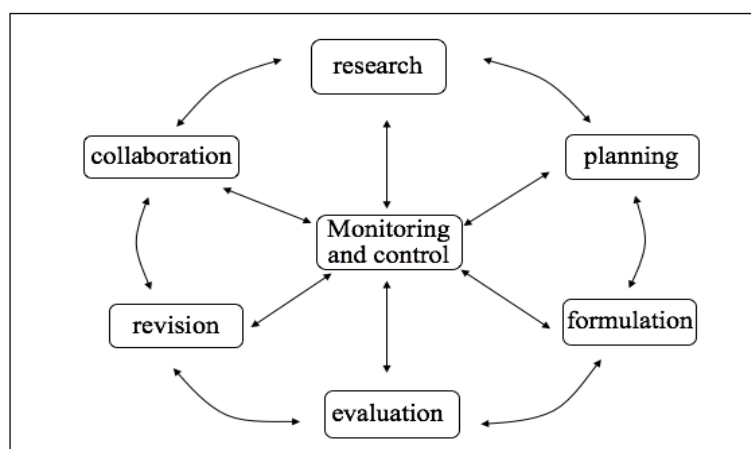 research
collaboration
planning
Monitoring
and control
revision
formulation
evaluation